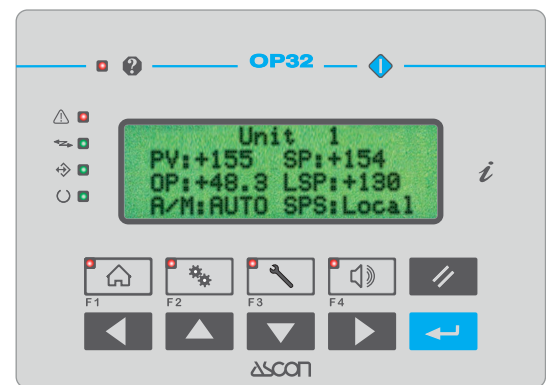 OP32
Unit 1
PV:+155 SP:+154
OP:+48.3 LSP:+130
A/M:AUTO SPS:Local
i
F1 F2 F3 F4
ascon